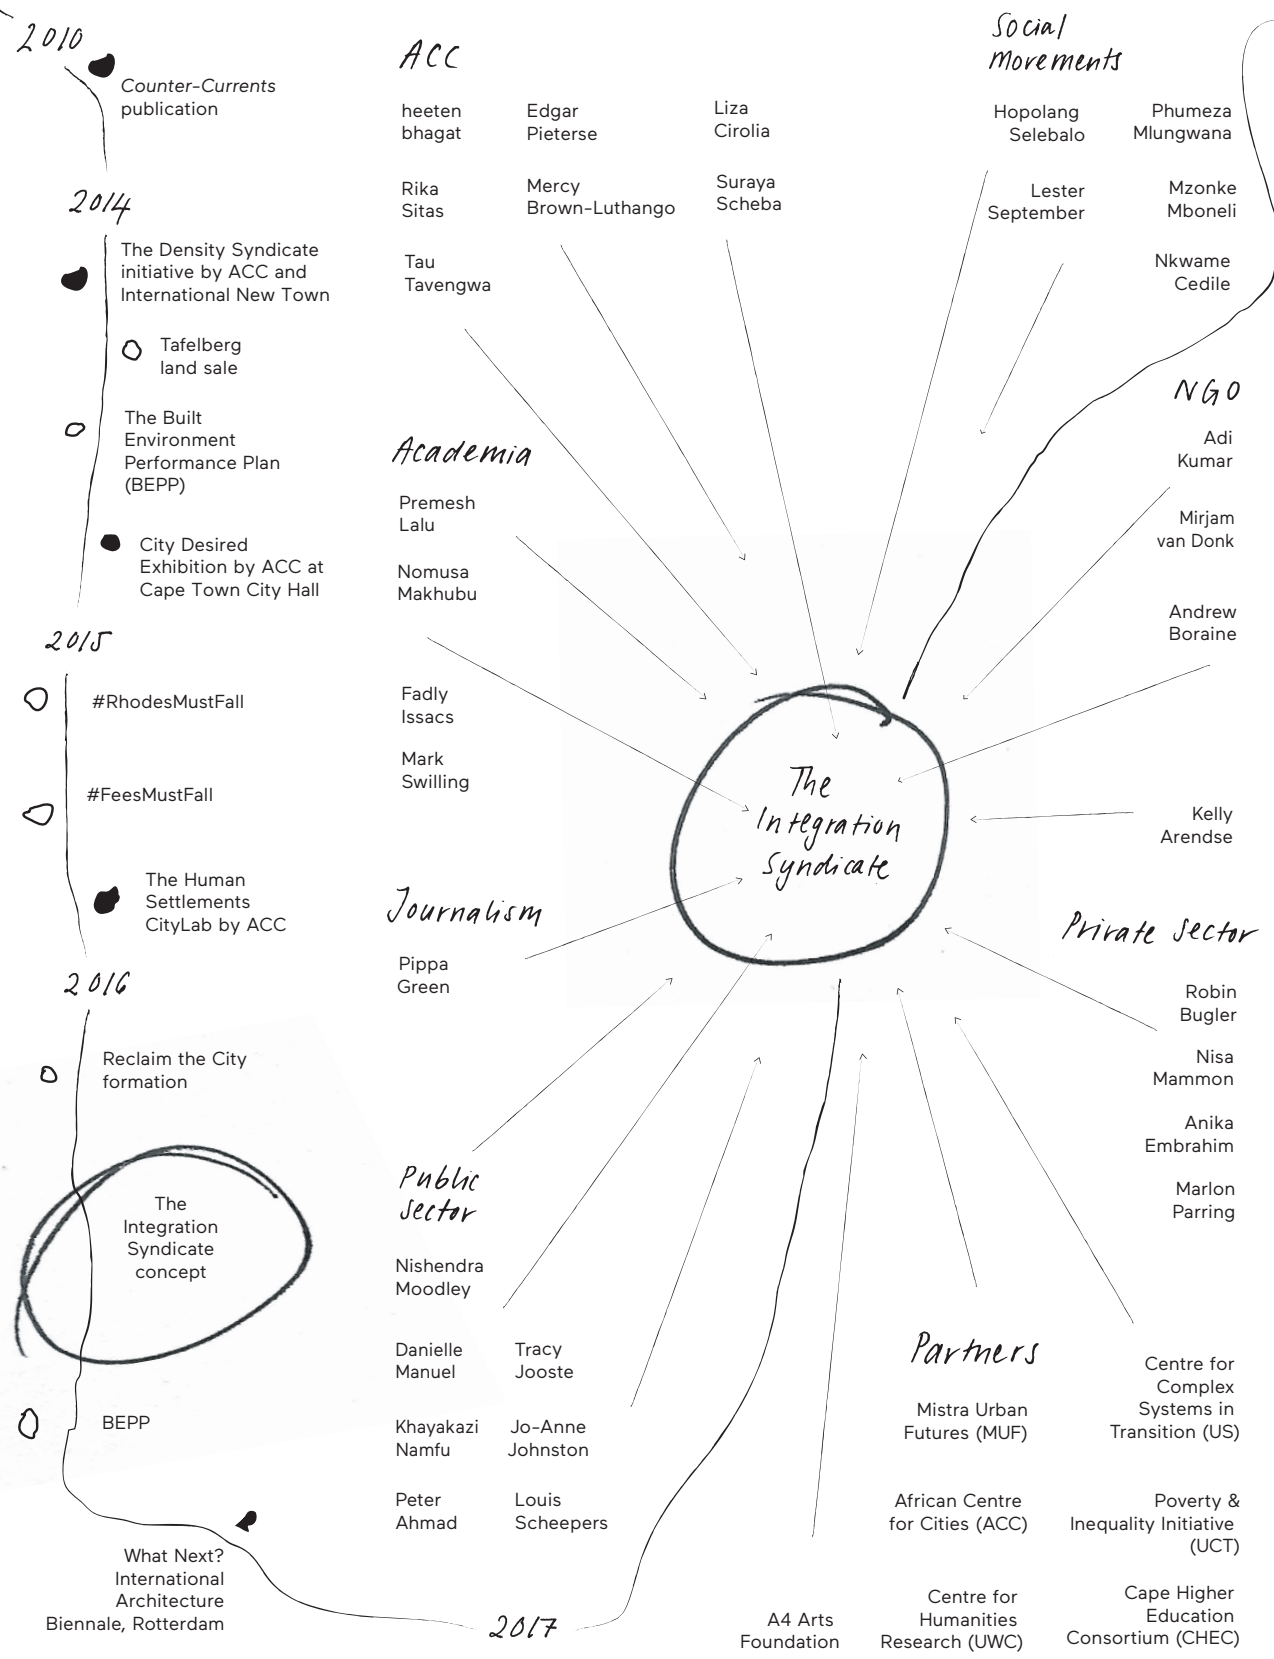 2010
Counter-Currents
publication
2014
The Density Syndicate
initiative by ACC and
International New Town
Tafelberg
land sale
The Built
Environment
Performance Plan
(BEPP)
City Desired
Exhibition by ACC at
Cape Town City Hall
2015
#RhodesMustFall
#FeesMustFall
The Human
Settlements
CityLab by ACC
2016
Reclaim the City
formation
The
Integration
Syndicate
concept
BEPP
What Next?
International
Architecture
Biennale, Rotterdam
2017
ACC
heeten
bhagat
Edgar
Pieterse
Liza
Cirolia
Rika
Sitas
Mercy
Brown-Luthango
Suraya
Scheba
Tau
Tavengwa
Academia
Premesh
Lalu
Nomusa
Makhubu
Fadly
Issacs
Mark
Swilling
Journalism
Pippa
Green
Public
sector
Nishendra
Moodley
Danielle
Manuel
Tracy
Jooste
Khayakazi
Namfu
Jo-Anne
Johnston
Peter
Ahmad
Louis
Scheepers
The
Integration
Syndicate
Social
Movements
Hopolang
Selebalo
Phumeza
Mlungwana
Lester
September
Mzonke
Mboneli
Nkwame
Cedile
NGO
Adi
Kumar
Mirjam
van Donk
Andrew
Boraine
Kelly
Arendse
Private sector
Robin
Bugler
Nisa
Mammon
Anika
Embrahim
Marlon
Parring
Partners
Mistra Urban
Futures (MUF)
Centre for
Complex
Systems in
Transition (US)
African Centre
for Cities (ACC)
Poverty &
Inequality Initiative
(UCT)
A4 Arts
Foundation
Centre for
Humanities
Research (UWC)
Cape Higher
Education
Consortium (CHEC)